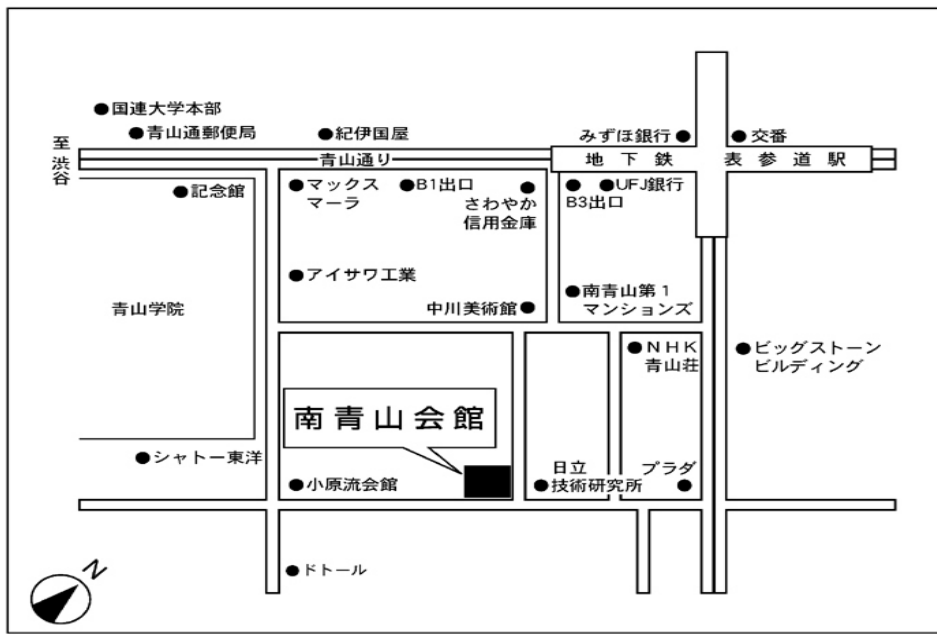 国連大学本部
青山通郵便局
紀伊国屋
みずほ銀行
交番
至渋谷
青山通り
地下鉄 表参道駅
記念館
マックス
マーラ
B1出口
さわやか
信用金庫
UFJ銀行
B3出口
アイサワ工業
中川美術館
南青山第1
マンションズ
青山学院
NHK
青山荘
ビッグストーン
ビルディング
南青山会館
シャトー東洋
小原流会館
日立
技術研究所
プラダ
ドトール
N